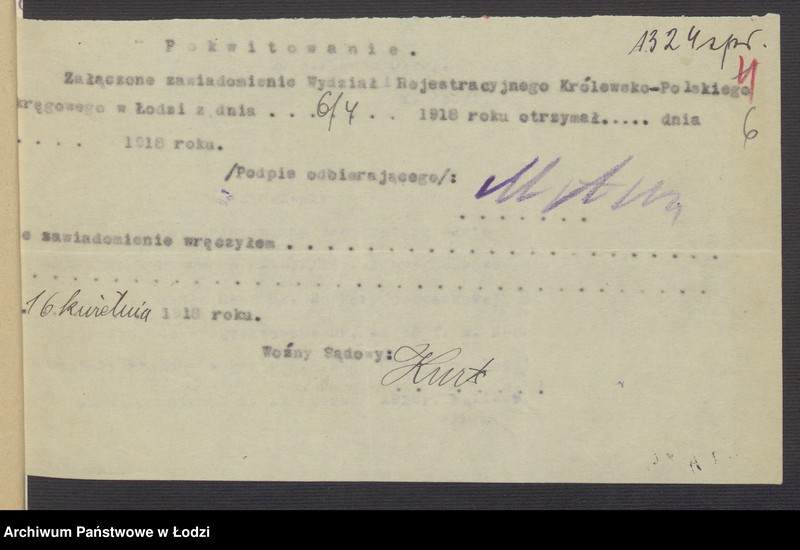 1324 spr.
Pokwitowanie.
4
Załączone zawiadomienie Wydział Rejestracyjnego Królewsko-Polskiego
kręgowego w Łodzi z dnia . . . 6/4 . . 1918 roku otrzymał..... dnia
6
. . . . 1918 roku.
/Podpis odbierającego/:
. . . . . . .
e zawiadomienie wręczyłem . . . . . . . . . . . . . . . . . . . . . .
. . . . . . . . . . . . . . . . . . . . . . . . . . . . . . . . . . .
.16 kwietnia 1918 roku.
Woźny Sądowy:
Archiwum Państwowe w Łodzi